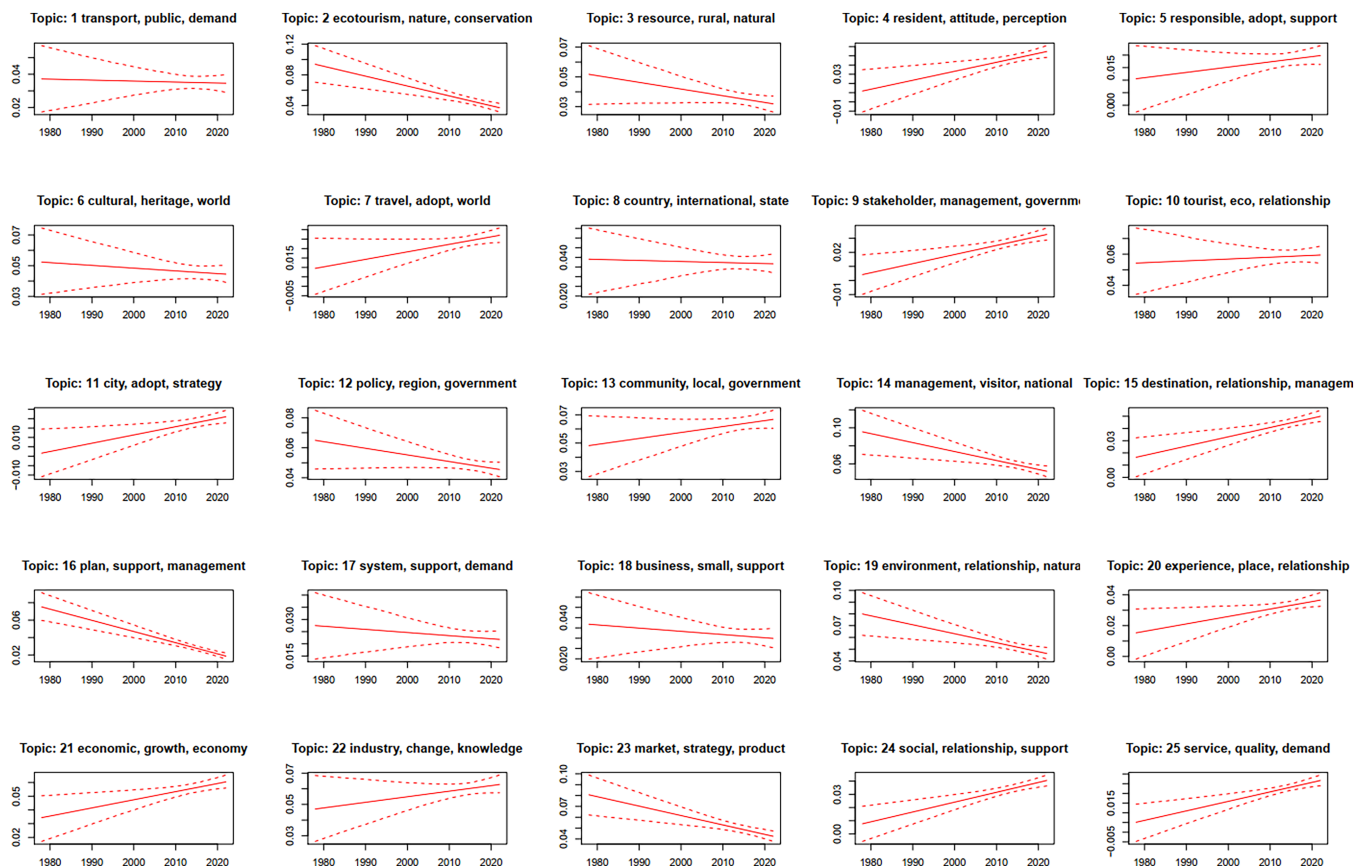 Topic: 1 transport, public, demand
0.02 0.04
1980 1990 2000 2010 2020
Topic: 2 ecotourism, nature, conservation
0.04 0.06 0.08 0.12
1980 1990 2000 2010 2020
Topic: 3 resource, rural, natural
0.03 0.05 0.07
1980 1990 2000 2010 2020
Topic: 4 resident, attitude, perception
−0.01 0.03
1980 1990 2000 2010 2020
Topic: 5 responsible, adopt, support
0.000 0.015
1980 1990 2000 2010 2020
Topic: 6 cultural, heritage, world
0.03 0.05 0.07
1980 1990 2000 2010 2020
Topic: 7 travel, adopt, world
−0.005 0.015
1980 1990 2000 2010 2020
Topic: 8 country, international, state
0.020 0.040
1980 1990 2000 2010 2020
Topic: 9 stakeholder, management, governm
−0.01 0.02
1980 1990 2000 2010 2020
Topic: 10 tourist, eco, relationship
0.04 0.06
1980 1990 2000 2010 2020
Topic: 11 city, adopt, strategy
−0.010 0.010
1980 1990 2000 2010 2020
Topic: 12 policy, region, government
0.04 0.06 0.08
1980 1990 2000 2010 2020
Topic: 13 community, local, government
0.03 0.05 0.07
1980 1990 2000 2010 2020
Topic: 14 management, visitor, national
0.06 0.10
1980 1990 2000 2010 2020
Topic: 15 destination, relationship, managem
0.00 0.03
1980 1990 2000 2010 2020
Topic: 16 plan, support, management
0.02 0.06
1980 1990 2000 2010 2020
Topic: 17 system, support, demand
0.015 0.030
1980 1990 2000 2010 2020
Topic: 18 business, small, support
0.020 0.040
1980 1990 2000 2010 2020
Topic: 19 environment, relationship, natura
0.04 0.07 0.10
1980 1990 2000 2010 2020
Topic: 20 experience, place, relationship
0.00 0.02 0.04
1980 1990 2000 2010 2020
Topic: 21 economic, growth, economy
0.02 0.05
1980 1990 2000 2010 2020
Topic: 22 industry, change, knowledge
0.03 0.05 0.07
1980 1990 2000 2010 2020
Topic: 23 market, strategy, product
0.04 0.07 0.10
1980 1990 2000 2010 2020
Topic: 24 social, relationship, support
0.00 0.03
1980 1990 2000 2010 2020
Topic: 25 service, quality, demand
−0.005 0.015
1980 1990 2000 2010 2020